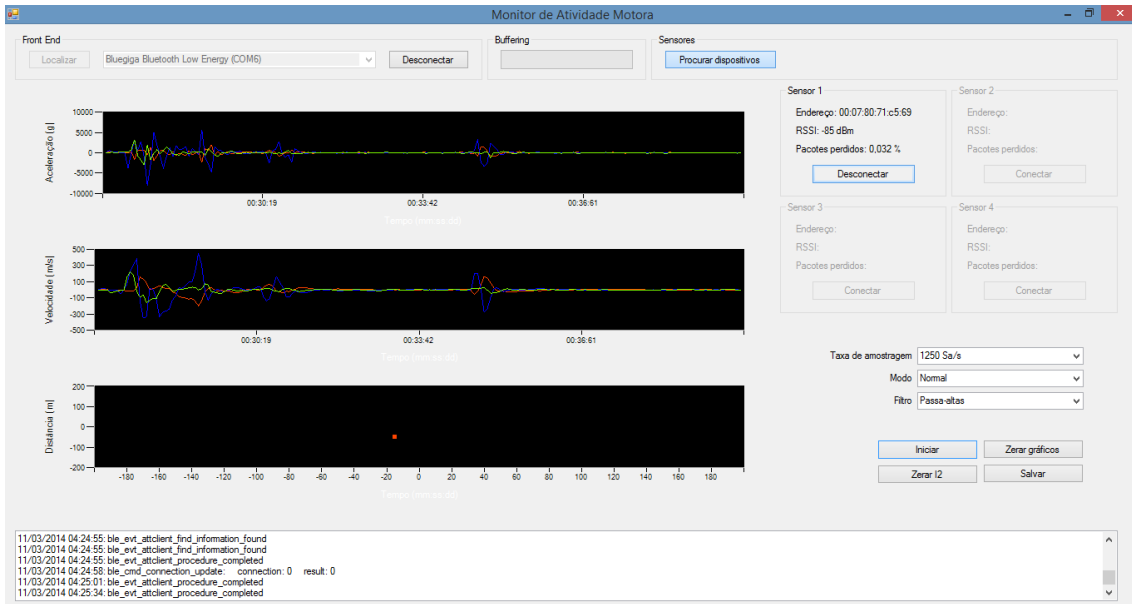 Monitor de Atividade Motora
Front End
Localizar
Bluegiga Bluetooth Low Energy (COM6)
Desconectar
Buffering
Sensores
Procurar dispositivos
Sensor 1
Endereço: 00:07:80:71:c5:69
RSSI: -85 dBm
Pacotes perdidos: 0,032 %
Desconectar
Sensor 2
Endereço:
RSSI:
Pacotes perdidos:
Conectar
Sensor 3
Endereço:
RSSI:
Pacotes perdidos:
Conectar
Sensor 4
Endereço:
RSSI:
Pacotes perdidos:
Conectar
Aceleração [g]
10000
5000
0
-5000
-10000
00:30:19 00:33:42 00:36:61
Tempo (mm:ss:dd)
Velocidade [m/s]
500
300
100
-100
-300
-500
00:30:19 00:33:42 00:36:61
Tempo (mm:ss:dd)
Distância [m]
200
100
0
-100
-200
-180 -160 -140 -120 -100 -80 -60 -40 -20 0 20 40 60 80 100 120 140 160 180
Tempo (mm:ss:dd)
Taxa de amostragem 1250 Sa/s
Modo Normal
Filtro Passa-altas
Iniciar
Zerar gráficos
Zerar I2
Salvar
11/03/2014 04:24:55: ble_evt_attclient_find_information_found
11/03/2014 04:24:55: ble_evt_attclient_find_information_found
11/03/2014 04:24:55: ble_evt_attclient_procedure_completed
11/03/2014 04:24:58: ble_cmd_connection_update: connection: 0 result: 0
11/03/2014 04:25:01: ble_evt_attclient_procedure_completed
11/03/2014 04:25:34: ble_evt_attclient_procedure_completed